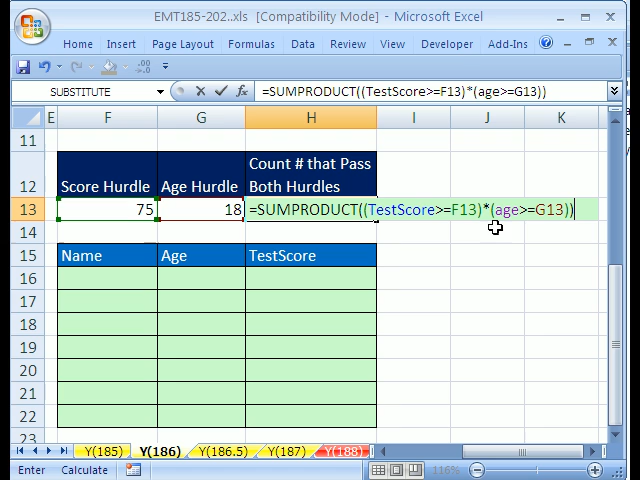 EMT185-202..xls [Compatibility Mode] - Microsoft Excel
Home Insert Page Layout Formulas Data Review View Developer Add-Ins
SUBSTITUTE =SUMPRODUCT((TestScore>=F13)*(age>=G13))
E F G H I J K
11
Count # that Pass
12 Score Hurdle Age Hurdle Both Hurdles
13 75 18 =SUMPRODUCT((TestScore>=F13)*(age>=G13))
14
15 Name Age TestScore
16
17
18
19
20
21
22
23
Y(185) Y(186) Y(186.5) Y(187) Y(188)
Enter Calculate 116%